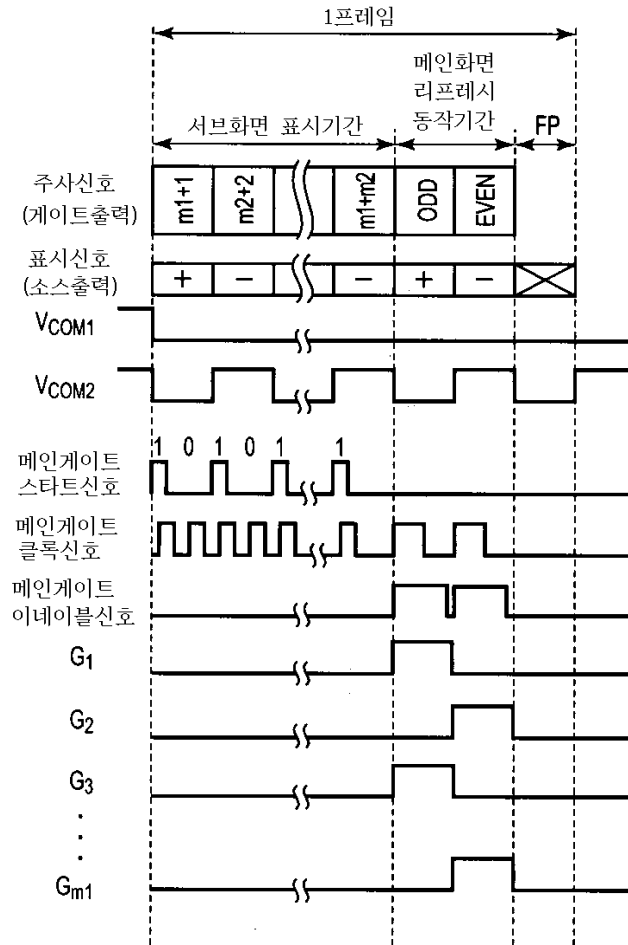 1프레임
메인화면
리프레시
동작기간
서브화면 표시기간
FP
주사신호
(게이트출력)
m1+1
m2+2
m1+m2
ODD
EVEN
표시신호
(소스출력)
+ − − + −
VCOM1
VCOM2
1 0 1 0 1 1
메인게이트
스타트신호
메인게이트
클록신호
메인게이트
이네이블신호
G1
G2
G3
Gm1